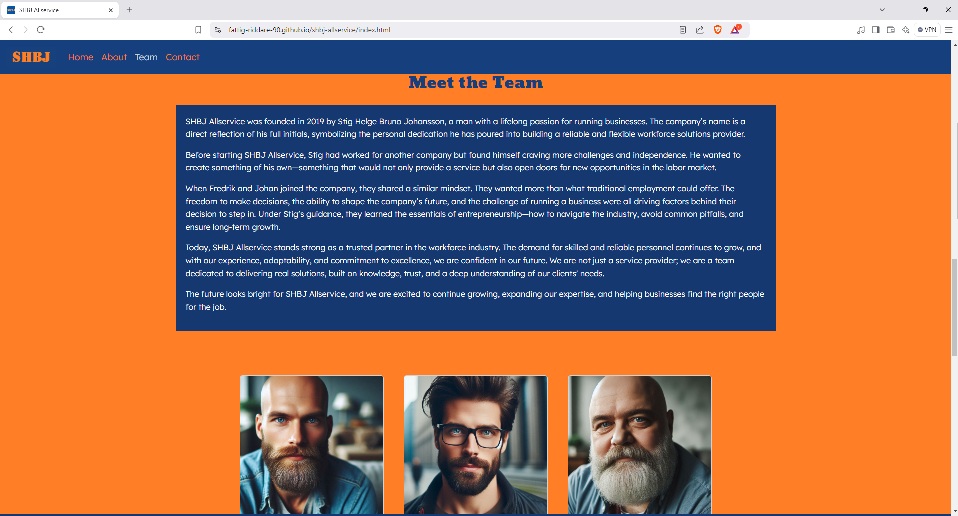 SHBJ Allservice
fatrig-riddare-90.github.io/shbj-allservice/index.html
VPN
SHBJ Home About Team Contact
Meet the Team
SHBJ Allservice was founded in 2019 by Stig Helge Bruno Johansson, a man with a lifelong passion for running businesses. The company's name is a
direct reflection of his full initials, symbolizing the personal dedication he has poured into building a reliable and flexible workforce solutions provider.
Before starting SHBJ Allservice, Stig had worked for another company but found himself craving more challenges and independence. He wanted to
create something of his own—something that would not only provide a service but also open doors for new opportunities in the labor market.
When Fredrik and Johan joined the company, they shared a similar mindset. They wanted more than what traditional employment could offer. The
freedom to make decisions, the ability to shape the company's future, and the challenge of running a business were all driving factors behind their
decision to step in. Under Stig's guidance, they learned the essentials of entrepreneurship—how to navigate the industry, avoid common pitfalls, and
ensure long-term growth.
Today, SHBJ Allservice stands strong as a trusted partner in the workforce industry. The demand for skilled and reliable personnel continues to grow, and
with our experience, adaptability, and commitment to excellence, we are confident in our future. We are not just a service provider; we are a team
dedicated to delivering real solutions, built on knowledge, trust, and a deep understanding of our clients' needs.
The future looks bright for SHBJ Allservice, and we are excited to continue growing, expanding our expertise, and helping businesses find the right people
for the job.